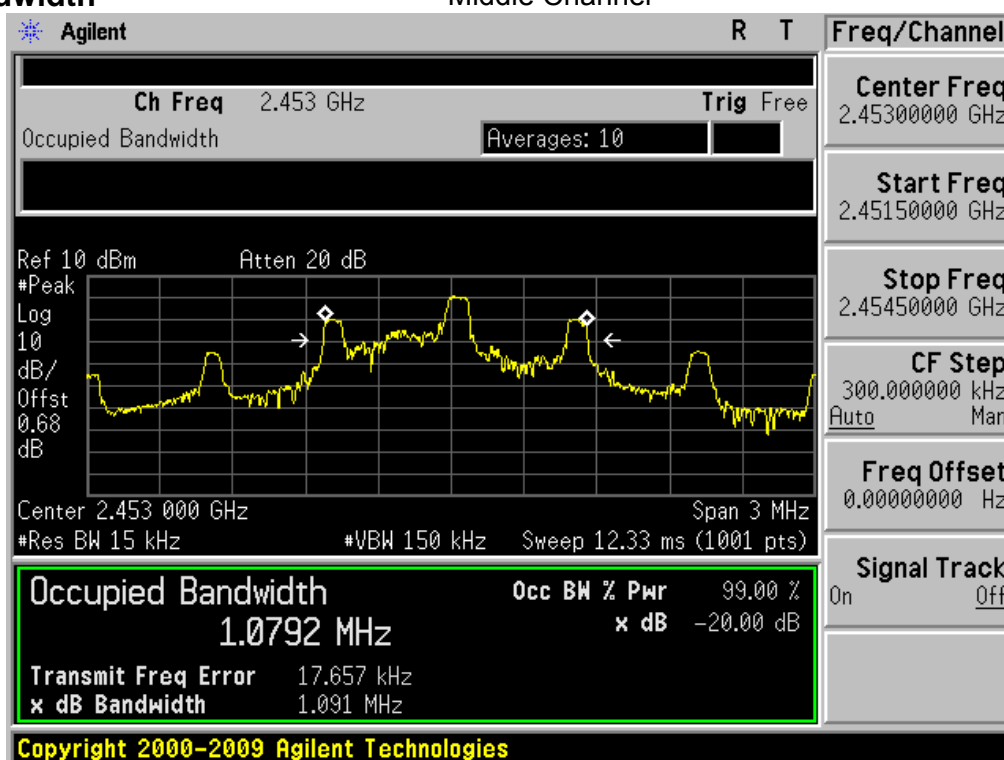 Middle Channel
Agilent R T
Freq/Channel
Ch Freq 2.453 GHz Trig Free
Occupied Bandwidth Averages: 10
Center Freq
2.45300000 GHz
Start Freq
2.45150000 GHz
Stop Freq
2.45450000 GHz
CF Step
300.000000 kHz
Auto Man
Freq Offset
0.00000000 Hz
Signal Track
On Off
Ref 10 dBm Atten 20 dB
#Peak
Log
10
dB/
Offst
0.68
dB
Center 2.453 000 GHz Span 3 MHz
#Res BW 15 kHz #VBW 150 kHz Sweep 12.33 ms (1001 pts)
Occupied Bandwidth Occ BW % Pwr 99.00 %
1.0792 MHz x dB -20.00 dB
Transmit Freq Error 17.657 kHz
x dB Bandwidth 1.091 MHz
Copyright 2000-2009 Agilent Technologies